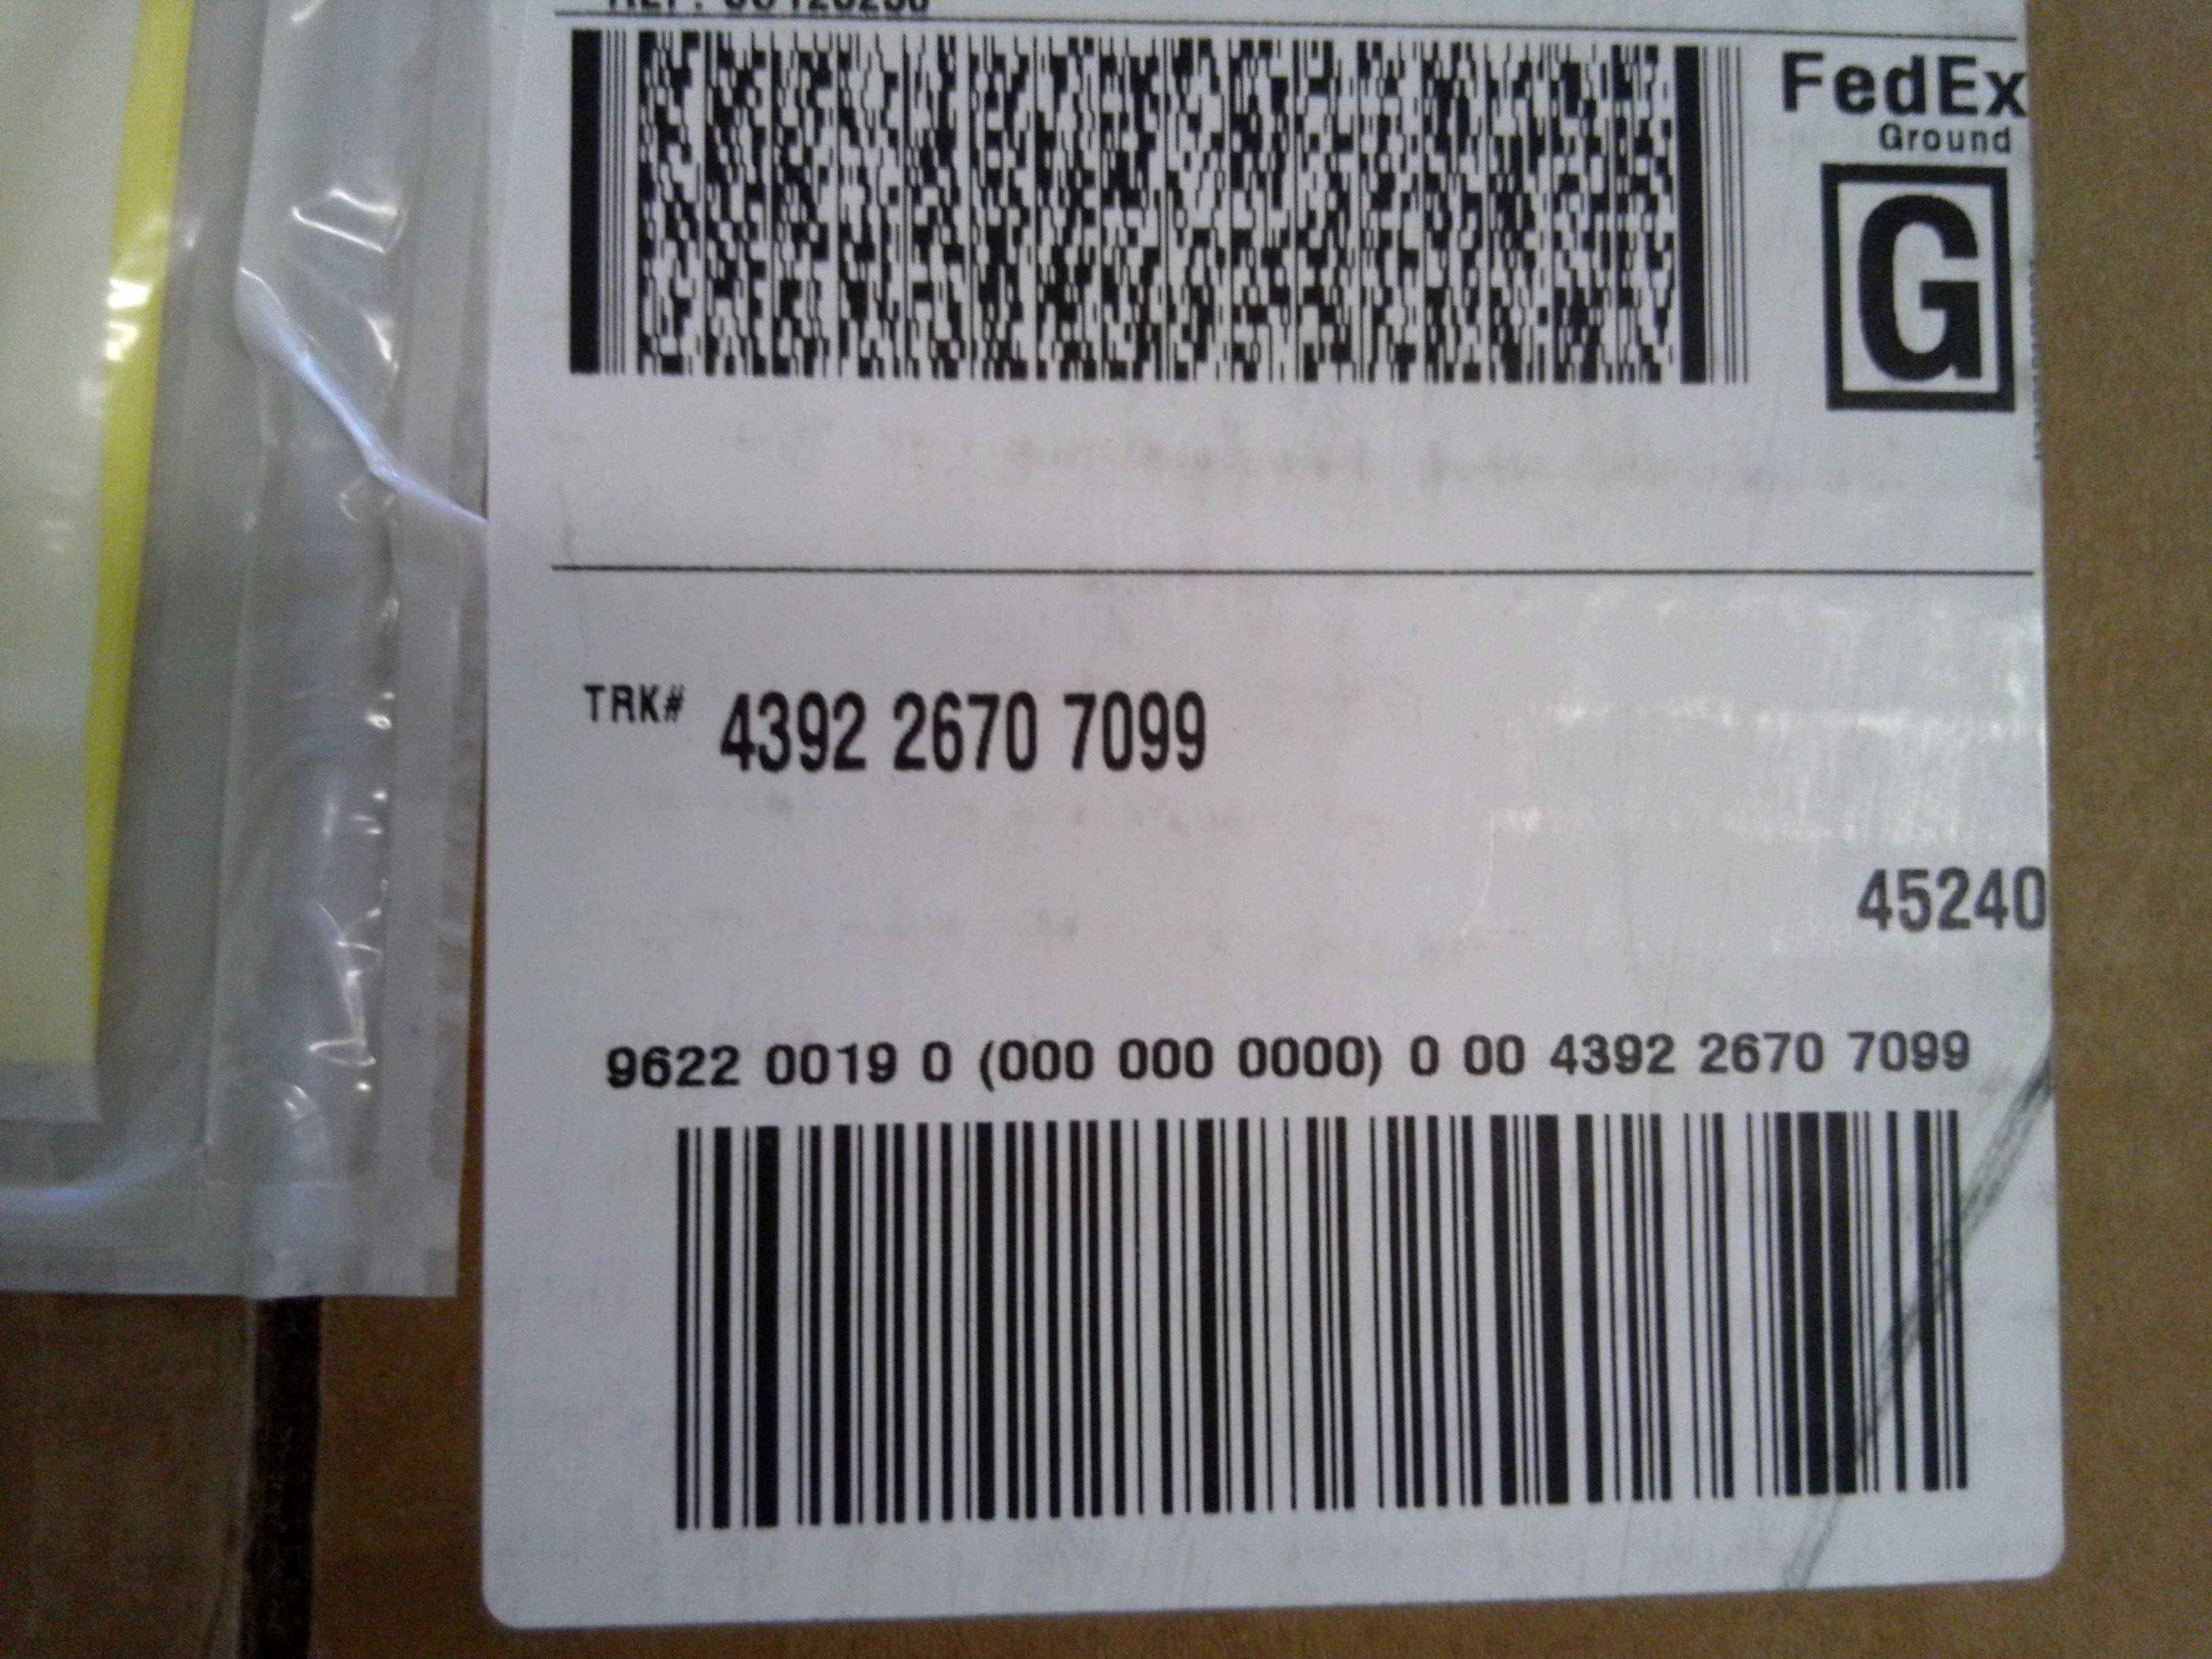 FedEx
Ground
G
TRK# 4392 2670 7099
45240
9622 0019 0 (000 000 0000) 0 00 4392 2670 7099